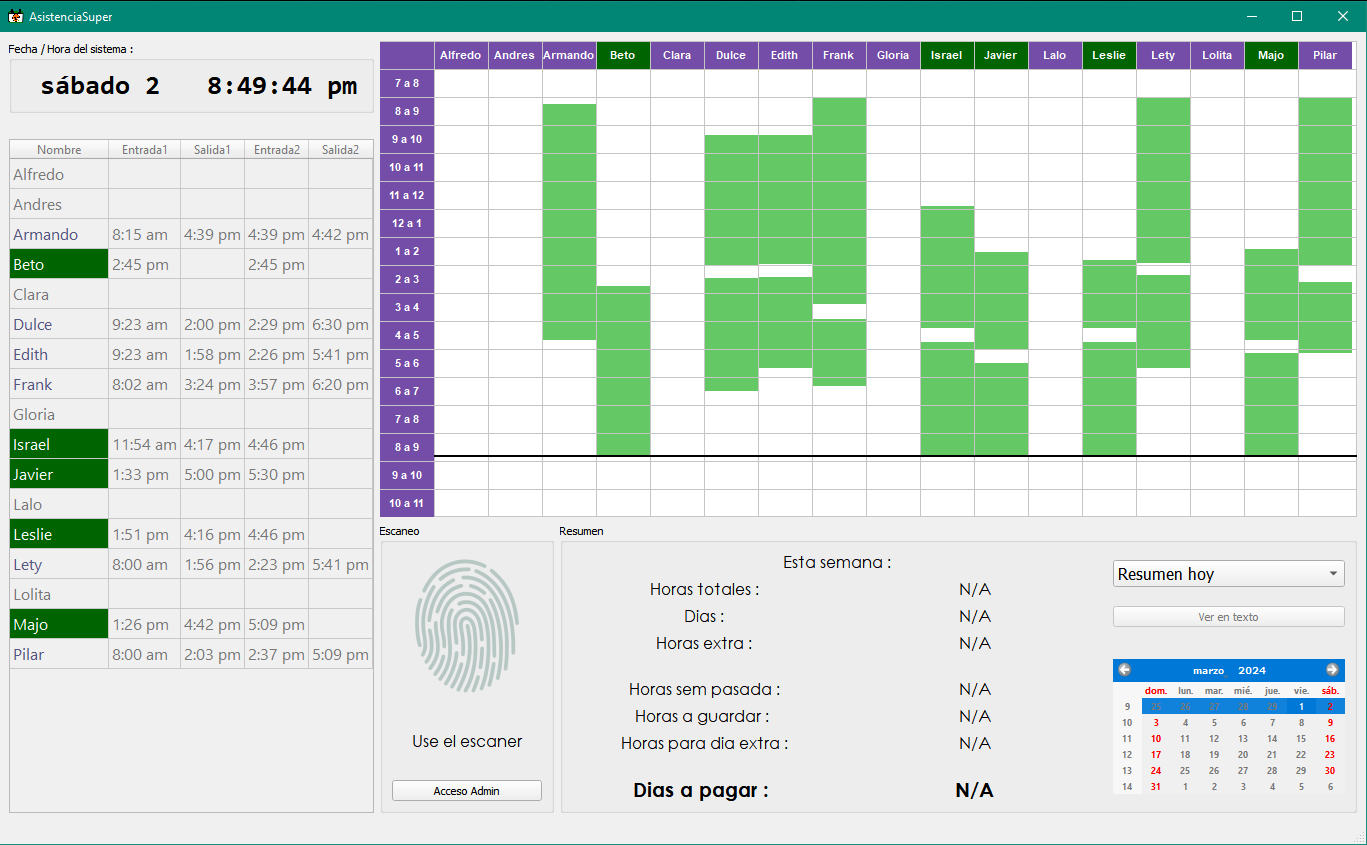 AsistenciaSuper
Fecha / Hora del sistema :
sábado 2 8:49:44 pm
Nombre Entrada1 Salida1 Entrada2 Salida2
Alfredo
Andres
Armando 8:15 am 4:39 pm 4:39 pm 4:42 pm
Beto 2:45 pm 2:45 pm
Clara
Dulce 9:23 am 2:00 pm 2:29 pm 6:30 pm
Edith 9:23 am 1:58 pm 2:26 pm 5:41 pm
Frank 8:02 am 3:24 pm 3:57 pm 6:20 pm
Gloria
Israel 11:54 am 4:17 pm 4:46 pm
Javier 1:33 pm 5:00 pm 5:30 pm
Lalo
Leslie 1:51 pm 4:16 pm 4:46 pm
Lety 8:00 am 1:56 pm 2:23 pm 5:41 pm
Lolita
Majo 1:26 pm 4:42 pm 5:09 pm
Pilar 8:00 am 2:03 pm 2:37 pm 5:09 pm
Alfredo Andres Armando Beto Clara Dulce Edith Frank Gloria Israel Javier Lalo Leslie Lety Lolita Majo Pilar
7 a 8
8 a 9
9 a 10
10 a 11
11 a 12
12 a 1
1 a 2
2 a 3
3 a 4
4 a 5
5 a 6
6 a 7
7 a 8
8 a 9
9 a 10
10 a 11
Escaneo
Use el escaner
Acceso Admin
Resumen
Esta semana :
Horas totales : N/A
Dias : N/A
Horas extra : N/A
Horas sem pasada : N/A
Horas a guardar : N/A
Horas para dia extra : N/A
Dias a pagar : N/A
Resumen hoy
Ver en texto
marzo 2024
dom. lun. mar. mié. jue. vie. sáb.
9 25 26 27 28 29 1 2
10 3 4 5 6 7 8 9
11 10 11 12 13 14 15 16
12 17 18 19 20 21 22 23
13 24 25 26 27 28 29 30
14 31 1 2 3 4 5 6